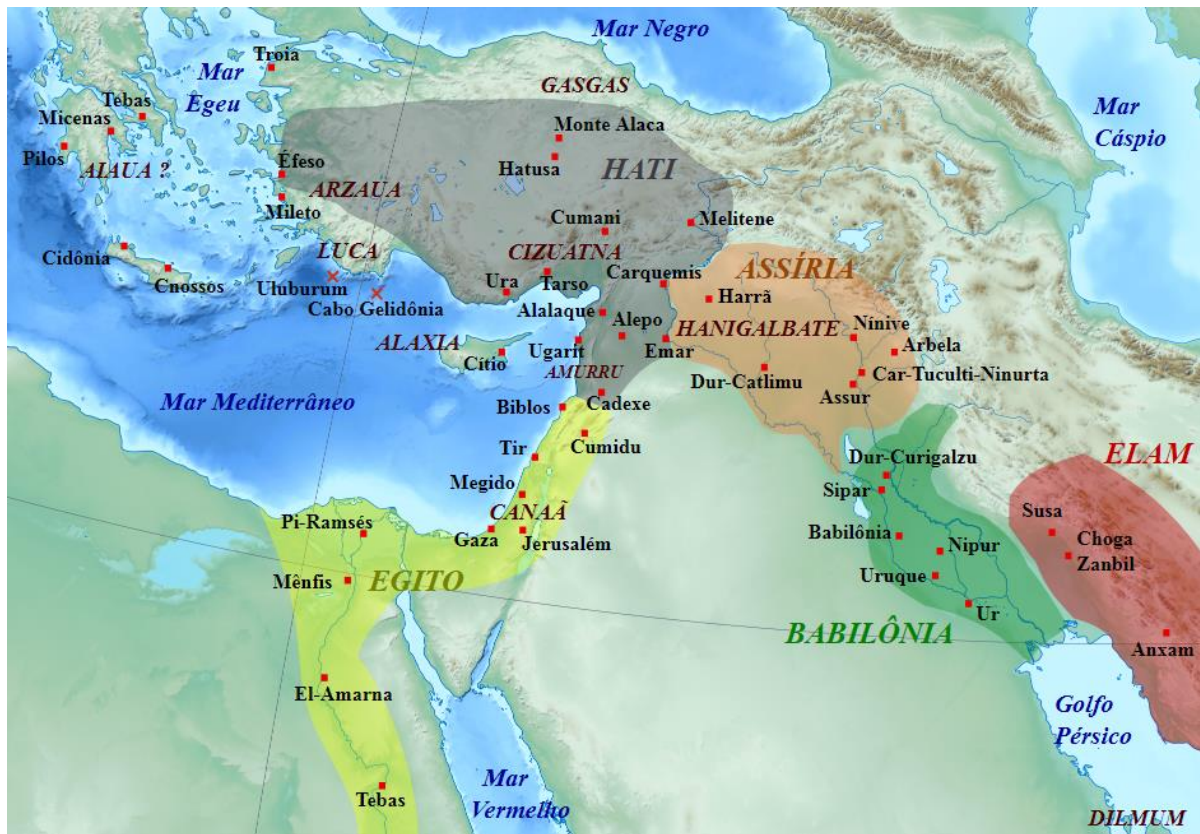 Mar Negro
Troia
Mar
Egeu
GASGAS
Mar
Cáspio
Tebas
Micenas
Pilos
AIAUA ?
Monte Alaca
Hatusa
HATI
Éfeso
ARZAUA
Mileto
Cumani
Melitene
Cidônia
Cnossos
LUCA
CIZUATNA
Uluburum
Cabo Gelidônia
Ura
Tarso
Carquemis
ASSÍRIA
Harrã
Alalaque
Alepo
HANIGALBATE
Nínive
Arbela
ALAXIA
Cítio
Ugarit
AMURRU
Emar
Dur-Catlimu
Car-Tuculti-Ninurta
Assur
Mar Mediterrâneo
Biblos
Cadexe
Cumidu
Tir
Megido
CANAÃ
Dur-Curigalzu
Sipar
ELAM
Susa
Choga
Zanbil
Pi-Ramsés
Gaza
Jerusalém
Babilônia
Nipur
Mênfis
EGITO
Uruque
Ur
BABILÔNIA
Anxam
El-Amarna
Golfo
Pérsico
Tebas
Mar
Vermelho
DILMUM